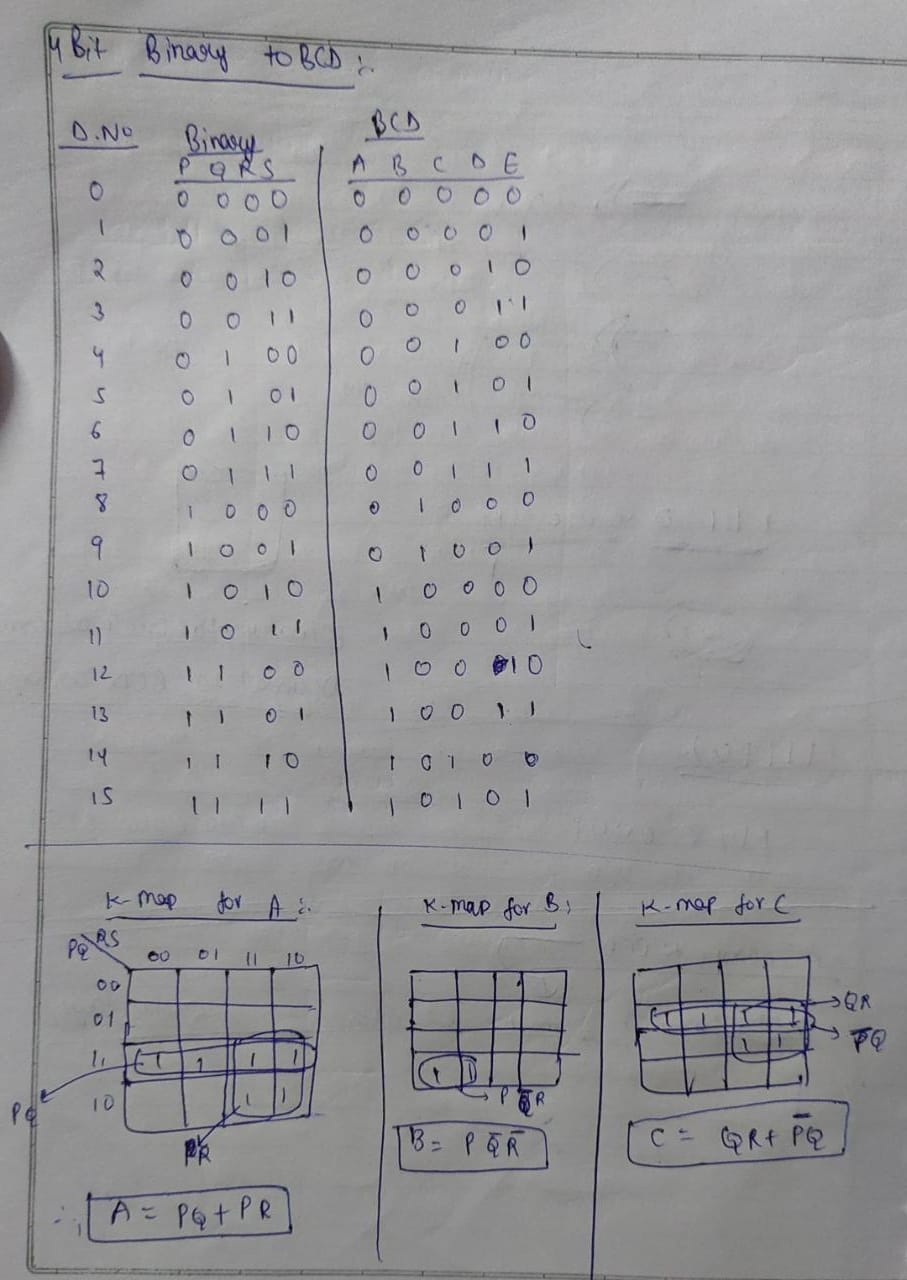 4 Bit Binary to BCD :-
D.No Binary BCD
P Q R S A B C D E
0 0 0 0 0 0 0 0 0 0
1 0 0 0 1 0 0 0 0 1
2 0 0 1 0 0 0 0 1 0
3 0 0 1 1 0 0 0 1 1
4 0 1 0 0 0 0 1 0 0
5 0 1 0 1 0 0 1 0 1
6 0 1 1 0 0 0 1 1 0
7 0 1 1 1 0 0 1 1 1
8 1 0 0 0 0 1 0 0 0
9 1 0 0 1 0 1 0 0 1
10 1 0 1 0 1 0 0 0 0
11 1 0 1 1 1 0 0 0 1
12 1 1 0 0 1 0 0 1 0
13 1 1 0 1 1 0 0 1 1
14 1 1 1 0 1 0 1 0 0
15 1 1 1 1 1 0 1 0 1
K-map for A :-
PQ RS
00 01 11 10
00
01
11 1 1 1 1
10 1 1
PQ
PR
∴, A = PQ + PR
K-map for B :
1 1
P Q̅ R
B = P Q̅ R̅
K-map for C
1 1 1 1
1 1
QR
P̅Q
C = QR + P̅Q